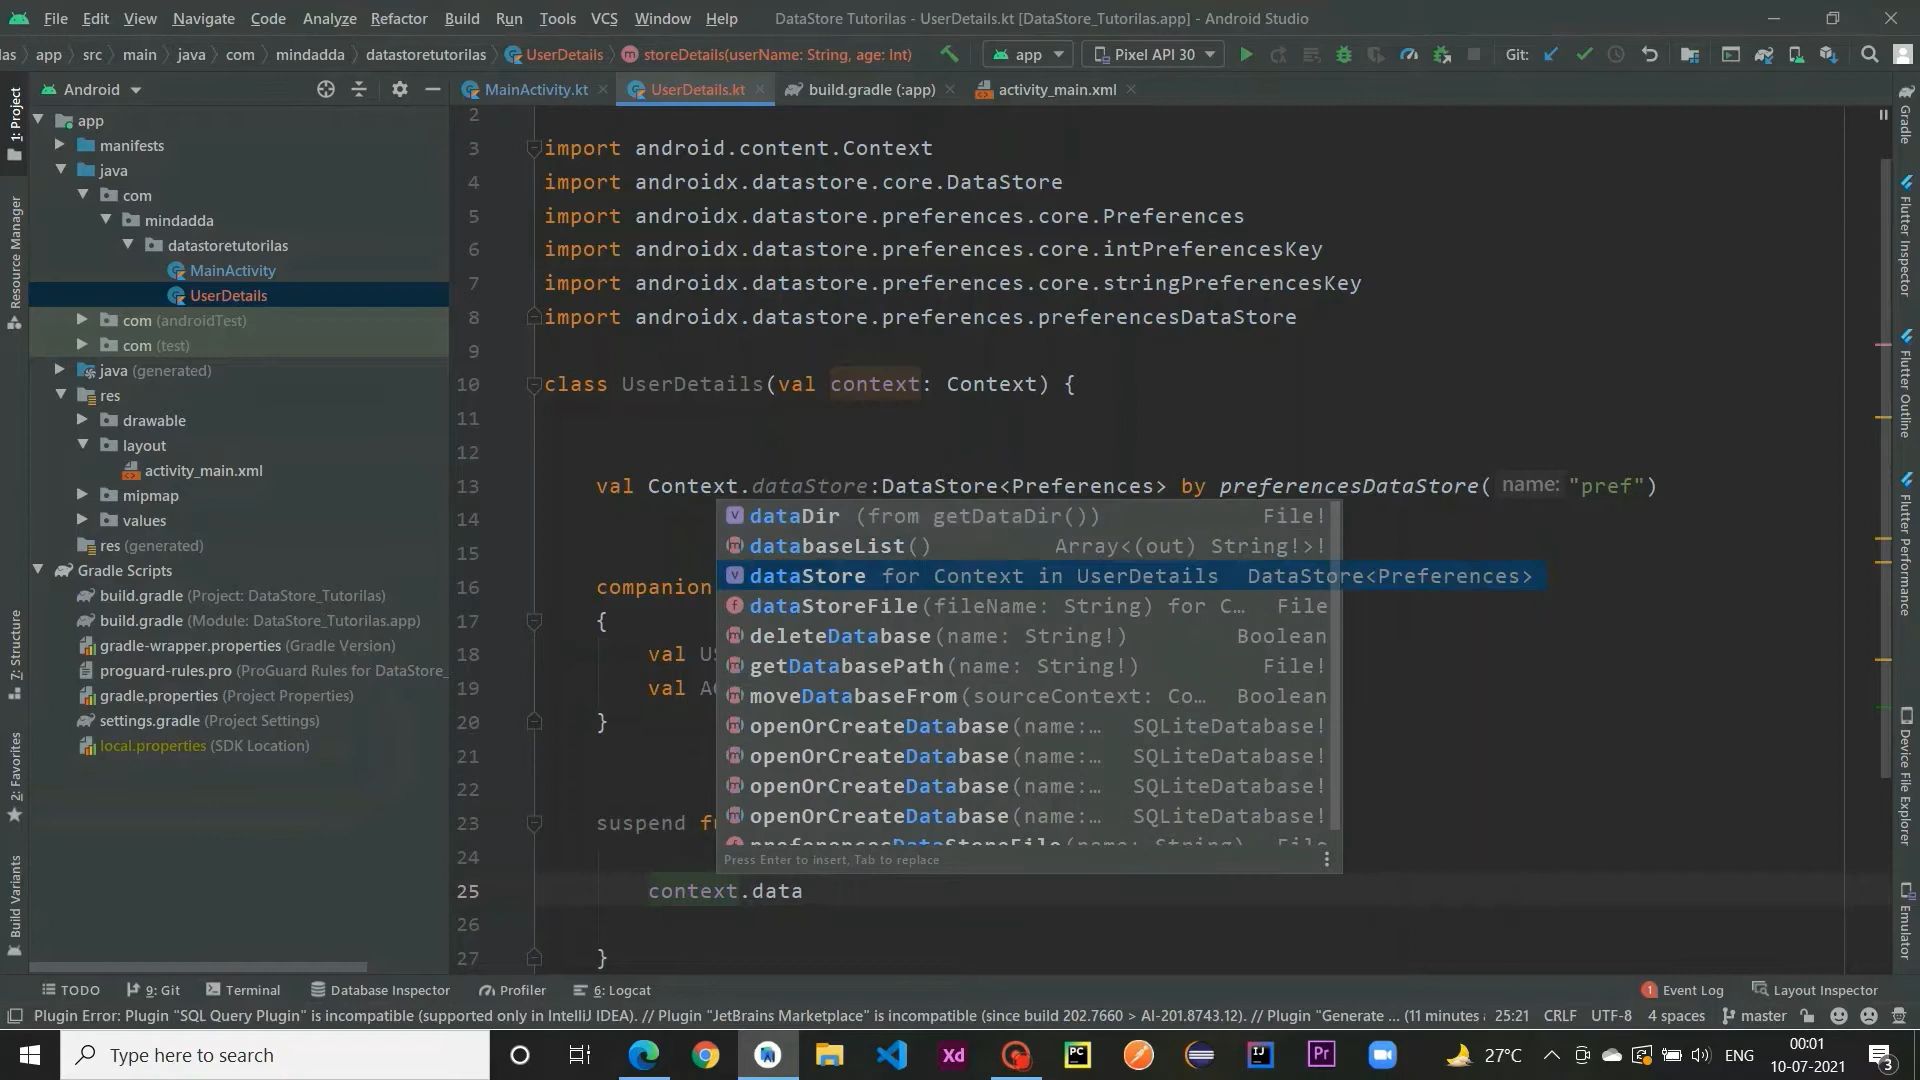 File Edit View Navigate Code Analyze Refactor Build Run Tools VCS Window Help DataStore Tutorilas - UserDetails.kt [DataStore_Tutorilas.app] - Android Studio
las app src main java com mindadda datastoretutorilas UserDetails storeDetails(userName: String, age: Int) app Pixel API 30 Git:
Android MainActivity.kt UserDetails.kt build.gradle (:app) activity_main.xml
1: Project
Resource Manager
7: Structure
2: Favorites
Build Variants
app
manifests
java
com
mindadda
datastoretutorilas
MainActivity
UserDetails
com (androidTest)
com (test)
java (generated)
res
drawable
layout
activity_main.xml
mipmap
values
res (generated)
Gradle Scripts
build.gradle (Project: DataStore_Tutorilas)
build.gradle (Module: DataStore_Tutorilas.app)
gradle-wrapper.properties (Gradle Version)
proguard-rules.pro (ProGuard Rules for DataStore_
gradle.properties (Project Properties)
settings.gradle (Project Settings)
local.properties (SDK Location)
2
3 import android.content.Context
4 import androidx.datastore.core.DataStore
5 import androidx.datastore.preferences.core.Preferences
6 import androidx.datastore.preferences.core.intPreferencesKey
7 import androidx.datastore.preferences.core.stringPreferencesKey
8 import androidx.datastore.preferences.preferencesDataStore
9
10 class UserDetails(val context: Context) {
11
12
13 val Context.dataStore:DataStore<Preferences> by preferencesDataStore( name: "pref")
14
15
16 companion
17 {
18 val US
19 val AG
20 }
21
22
23 suspend fu
24
25 context.data
26
27 }
dataDir (from getDataDir()) File!
databaseList() Array<(out) String!>!
dataStore for Context in UserDetails DataStore<Preferences>
dataStoreFile(fileName: String) for C… File
deleteDatabase(name: String!) Boolean
getDatabasePath(name: String!) File!
moveDatabaseFrom(sourceContext: Co… Boolean
openOrCreateDatabase(name:… SQLiteDatabase!
openOrCreateDatabase(name:… SQLiteDatabase!
openOrCreateDatabase(name:… SQLiteDatabase!
openOrCreateDatabase(name:… SQLiteDatabase!
preferencesDataStoreFile(name: String) File
Press Enter to insert, Tab to replace
Gradle
Flutter Inspector
Flutter Outline
Flutter Performance
Device File Explorer
Emulator
TODO 9: Git Terminal Database Inspector Profiler 6: Logcat 1 Event Log Layout Inspector
Plugin Error: Plugin "SQL Query Plugin" is incompatible (supported only in IntelliJ IDEA). // Plugin "JetBrains Marketplace" is incompatible (since build 202.7660 > AI-201.8743.12). // Plugin "Generate ... (11 minutes 25:21 CRLF UTF-8 4 spaces master
Type here to search Xd PC IJ Pr 27°C ENG 00:01
10-07-2021 3